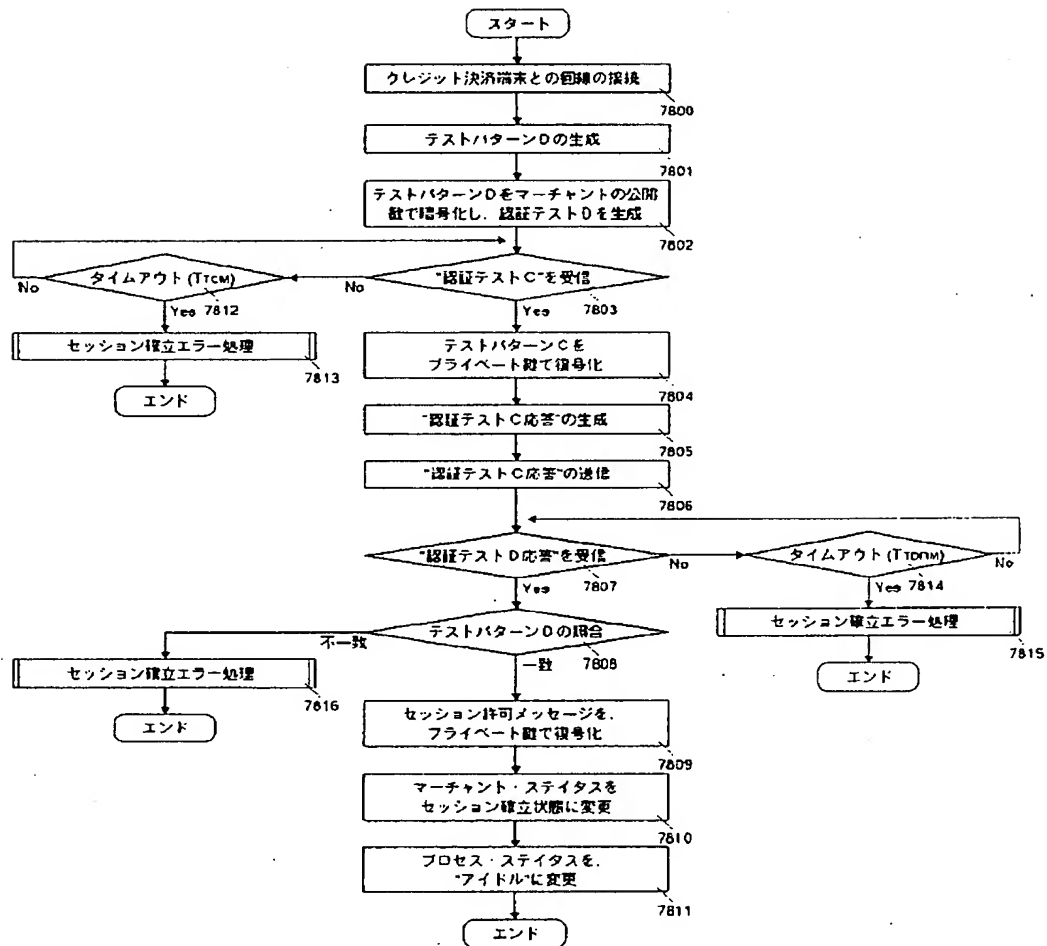 スタート
クレジット決済端末との回線の接続
7800
テストパターンDの生成
7801
テストパターンDをマーチャントの公開
鍵で暗号化し、認証テストDを生成
7802
"認証テストC"を受信
7803
No
Yes
タイムアウト(TTCM)
7812
No
Yes
セッション確立エラー処理
7813
エンド
テストパターンCを
プライベート鍵で復号化
7804
"認証テストC応答"の生成
7805
"認証テストC応答"の送信
7806
"認証テストD応答"を受信
7807
No
Yes
タイムアウト(TTDRM)
7814
No
Yes
セッション確立エラー処理
7815
エンド
テストパターンDの照合
7808
不一致
一致
セッション確立エラー処理
7816
エンド
セッション許可メッセージを、
プライベート鍵で復号化
7809
マーチャント・ステイタスを
セッション確立状態に変更
7810
プロセス・ステイタスを、
"アイドル"に変更
7811
エンド